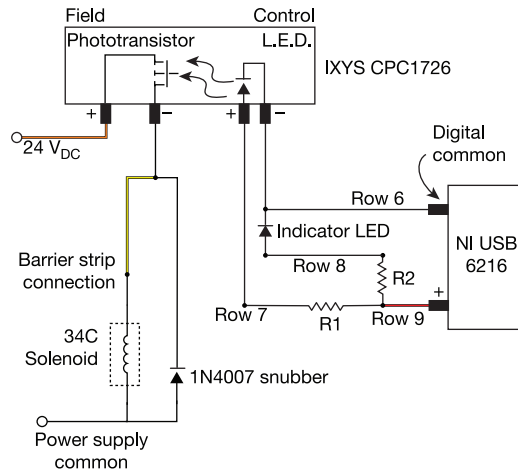 Field
Control
Phototransistor
L.E.D.
IXYS CPC1726
+
−
+
−
24 VDC
Digital
common
Row 6
Indicator LED
NI USB
6216
Barrier strip
connection
Row 8
R2
+
Row 7
R1
Row 9
34C
Solenoid
1N4007 snubber
Power supply
common